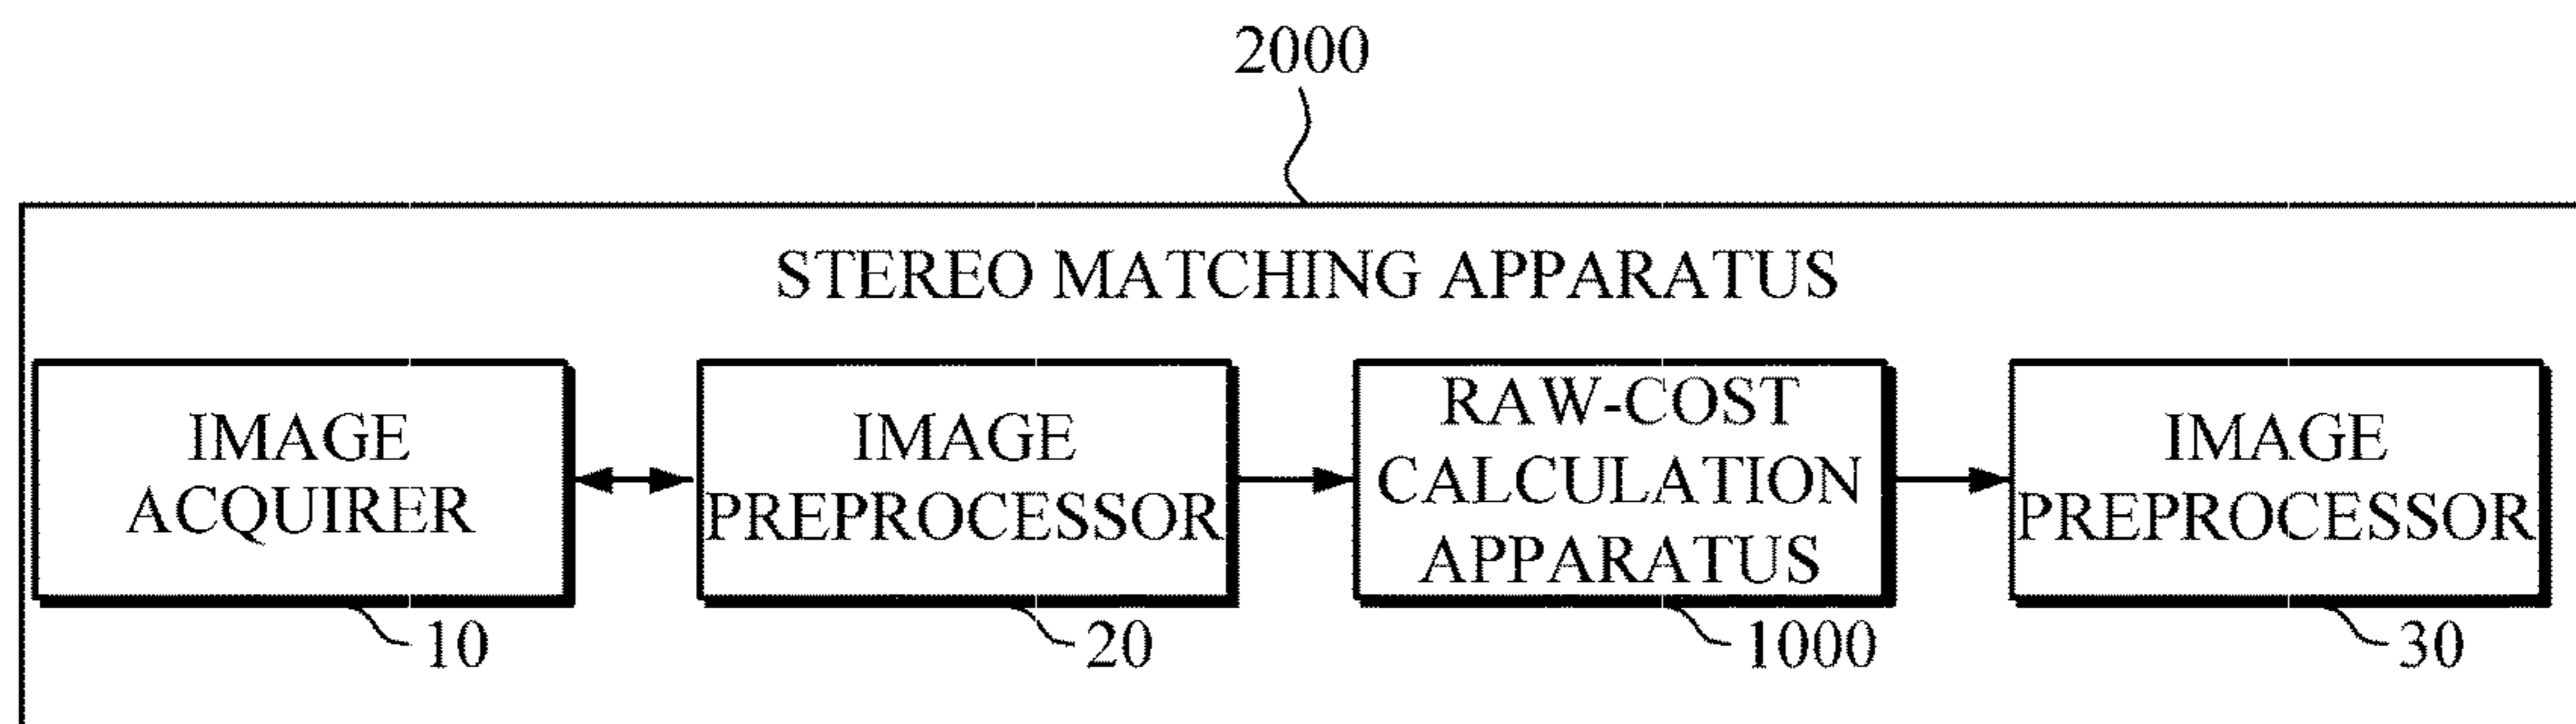 2000
STEREO MATCHING APPARATUS
IMAGE
ACQUIRER
IMAGE
PREPROCESSOR
RAW-COST
CALCULATION
APPARATUS
IMAGE
PREPROCESSOR
10
20
1000
30